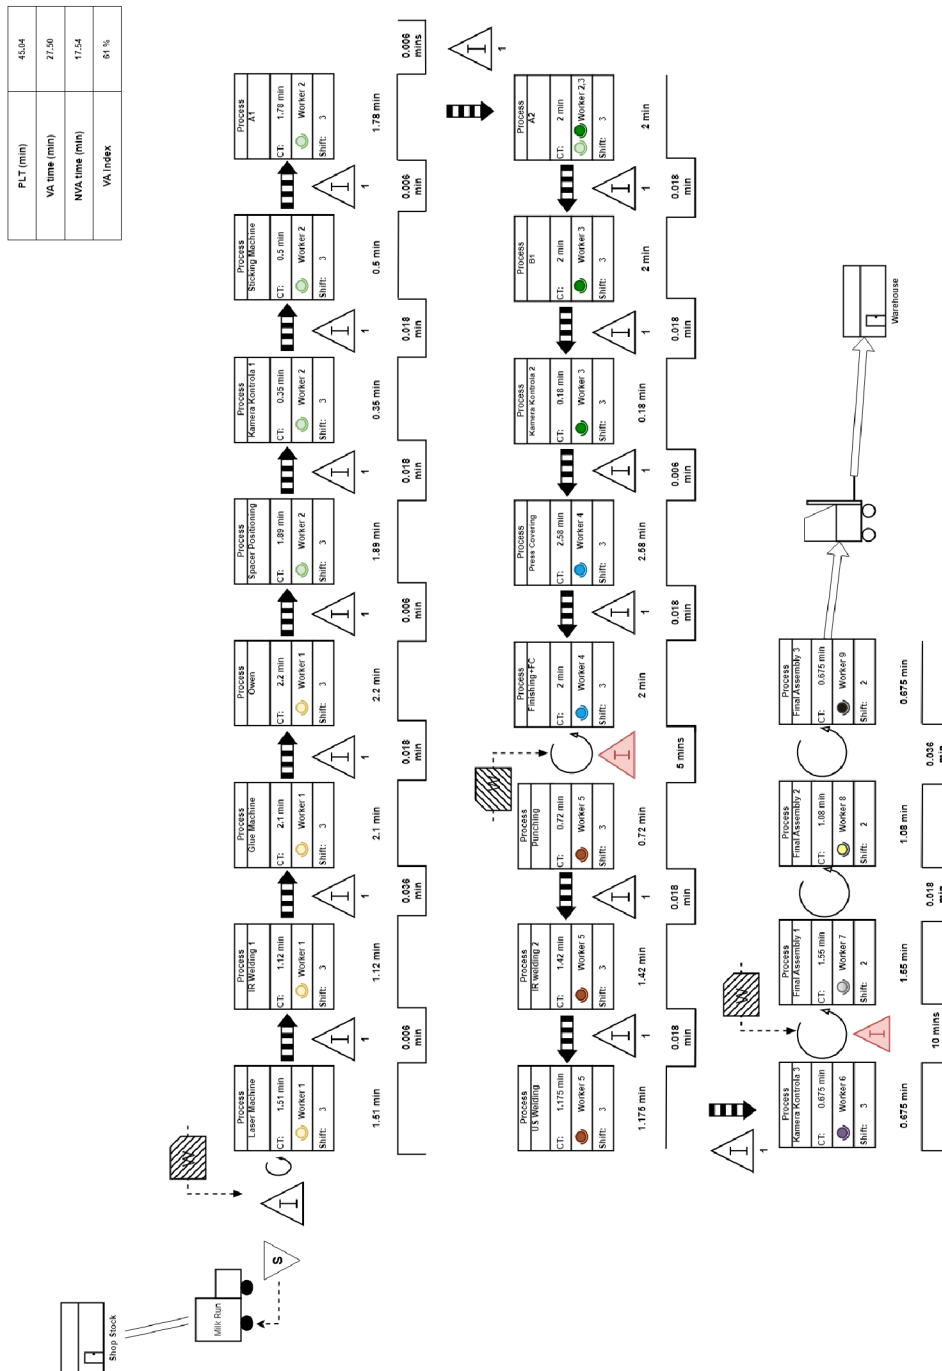 PLT (min) 45.04
VA time (min) 27.50
NVA time (min) 17.54
VA Index 61 %
Shop Stock
Milk Run
S
W
I
Process
Laser Machine
CT: 1.51 min
Worker 1
Shift: 3
1.51 min
I
1
0.006
min
Process
IR Welding 1
CT: 1.12 min
Worker 1
Shift: 3
1.12 min
I
1
0.036
min
Process
Glue Machine
CT: 2.1 min
Worker 1
Shift: 3
2.1 min
I
1
0.018
min
Process
Owen
CT: 2.2 min
Worker 1
Shift: 3
2.2 min
I
1
0.006
min
Process
Spacer Positioning
CT: 1.89 min
Worker 2
Shift: 3
1.89 min
I
1
0.018
min
Process
Kamera Kontrola 1
CT: 0.35 min
Worker 2
Shift: 3
0.35 min
I
1
0.018
min
Process
Sticking Machine
CT: 0.5 min
Worker 2
Shift: 3
0.5 min
I
1
0.006
min
Process
A1
CT: 1.78 min
Worker 2
Shift: 3
1.78 min
0.006
mins
I
1
Process
US Welding
CT: 1.175 min
Worker 5
Shift: 3
1.175 min
I
1
0.018
min
Process
IR welding 2
CT: 1.42 min
Worker 5
Shift: 3
1.42 min
I
1
0.018
min
Process
Punching
CT: 0.72 min
Worker 5
Shift: 3
0.72 min
W
I
5 mins
Process
Finishing +FC
CT: 2 min
Worker 4
Shift: 3
2 min
I
1
0.018
min
Process
Press Covering
CT: 2.58 min
Worker 4
Shift: 3
2.58 min
I
1
0.006
min
Process
Kamera Kontrola 2
CT: 0.18 min
Worker 3
Shift: 3
0.18 min
I
1
0.018
min
Process
B1
CT: 2 min
Worker 3
Shift: 3
2 min
I
1
0.018
min
Process
A2
CT: 2 min
Worker 2,3
Shift: 3
2 min
I
1
Process
Kamera Kontrola 3
CT: 0.675 min
Worker 6
Shift: 3
0.675 min
W
I
10 mins
Process
Final Assembly 1
CT: 1.55 min
Worker 7
Shift: 2
1.55 min
0.018
min
Process
Final Assembly 2
CT: 1.08 min
Worker 8
Shift: 2
1.08 min
0.036
min
Process
Final Assembly 3
CT: 0.675 min
Worker 9
Shift: 2
0.675 min
Warehouse